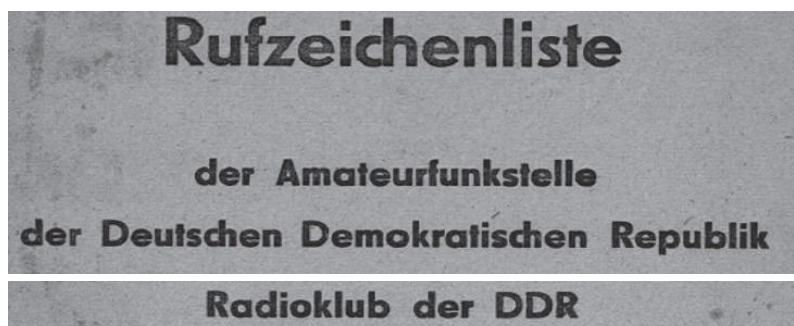 Rufzeichenliste
der Amateurfunkstelle
der Deutschen Demokratischen Republik
Radioklub der DDR